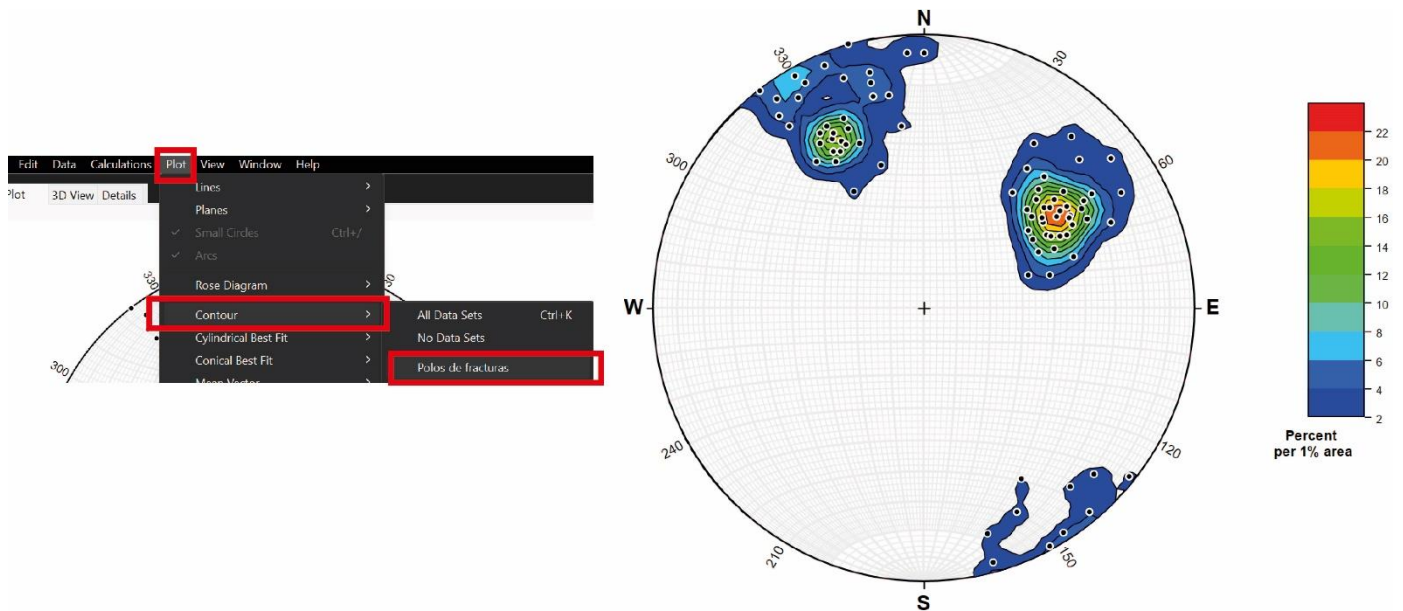 Edit Data Calculations Plot View Window Help
Plot 3D View Details
Lines >
Planes >
✓ Small Circles Ctrl+/
✓ Arcs
Rose Diagram >
Contour >
Cylindrical Best Fit >
Conical Best Fit >
Mean Vector >
All Data Sets Ctrl+K
No Data Sets
Polos de fracturas
330
30
300
N
330
30
300
60
W
E
240
120
210
150
S
22
20
18
16
14
12
10
8
6
4
2
Percent
per 1% area